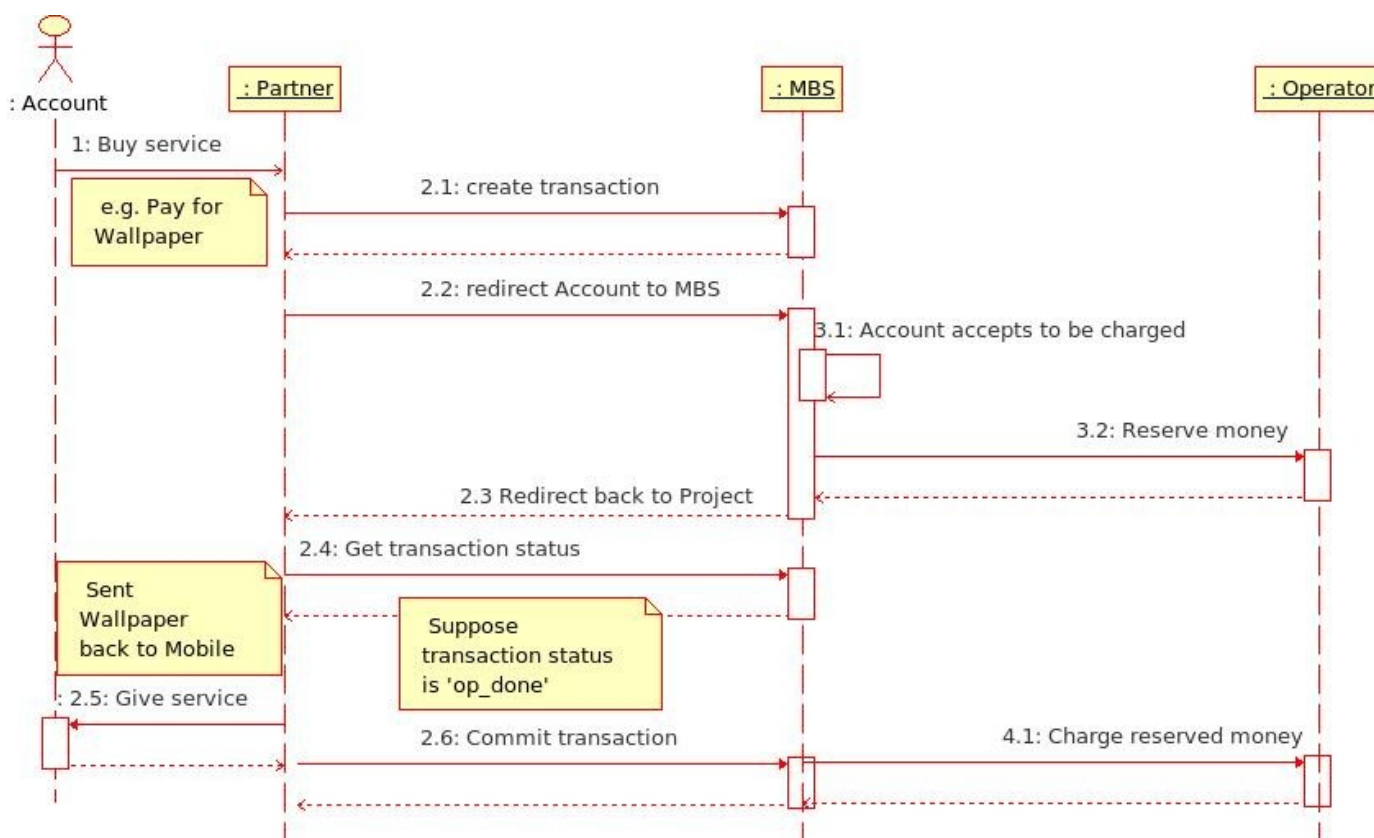 : Account
: Partner
: MBS
: Operator
1: Buy service
e.g. Pay for
Wallpaper
2.1: create transaction
2.2: redirect Account to MBS
3.1: Account accepts to be charged
3.2: Reserve money
2.3 Redirect back to Project
2.4: Get transaction status
Sent
Wallpaper
back to Mobile
Suppose
transaction status
is 'op_done'
: 2.5: Give service
2.6: Commit transaction
4.1: Charge reserved money